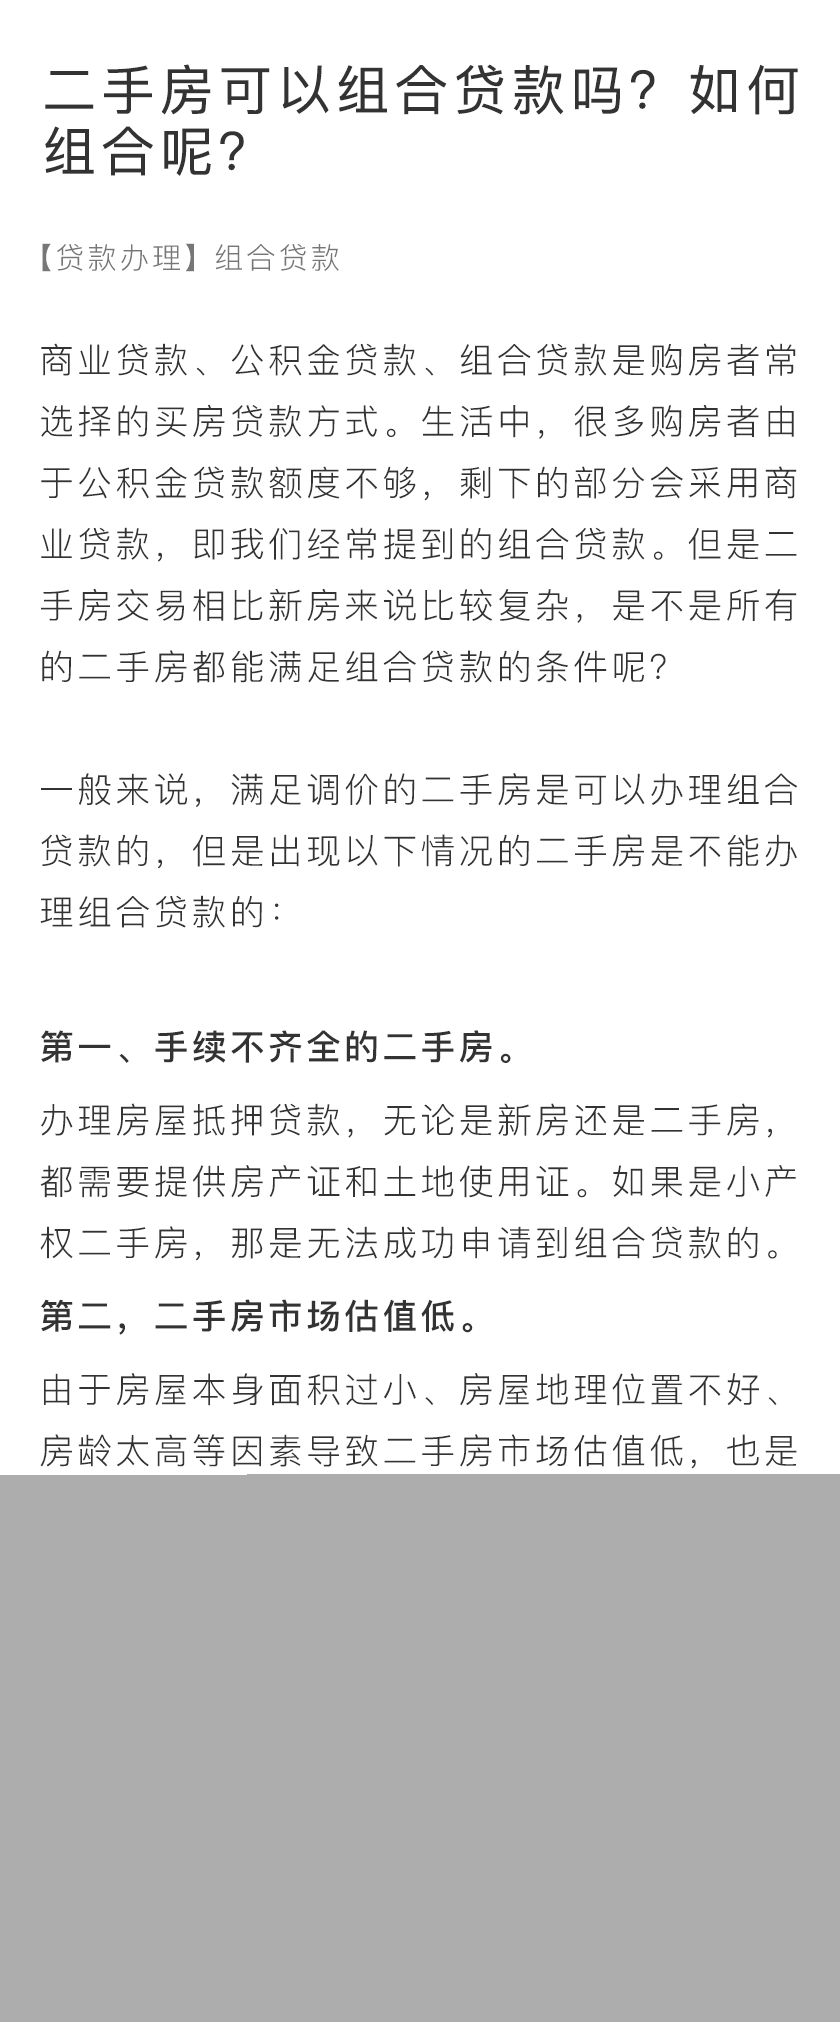 二手房可以组合贷款吗？如何
组合呢？
【贷款办理】组合贷款
商业贷款、公积金贷款、组合贷款是购房者常
选择的买房贷款方式。生活中，很多购房者由
于公积金贷款额度不够，剩下的部分会采用商
业贷款，即我们经常提到的组合贷款。但是二
手房交易相比新房来说比较复杂，是不是所有
的二手房都能满足组合贷款的条件呢？
一般来说，满足调价的二手房是可以办理组合
贷款的，但是出现以下情况的二手房是不能办
理组合贷款的：
第一、手续不齐全的二手房。
办理房屋抵押贷款，无论是新房还是二手房，
都需要提供房产证和土地使用证。如果是小产
权二手房，那是无法成功申请到组合贷款的。
第二，二手房市场估值低。
由于房屋本身面积过小、房屋地理位置不好、
房龄太高等因素导致二手房市场估值低，也是